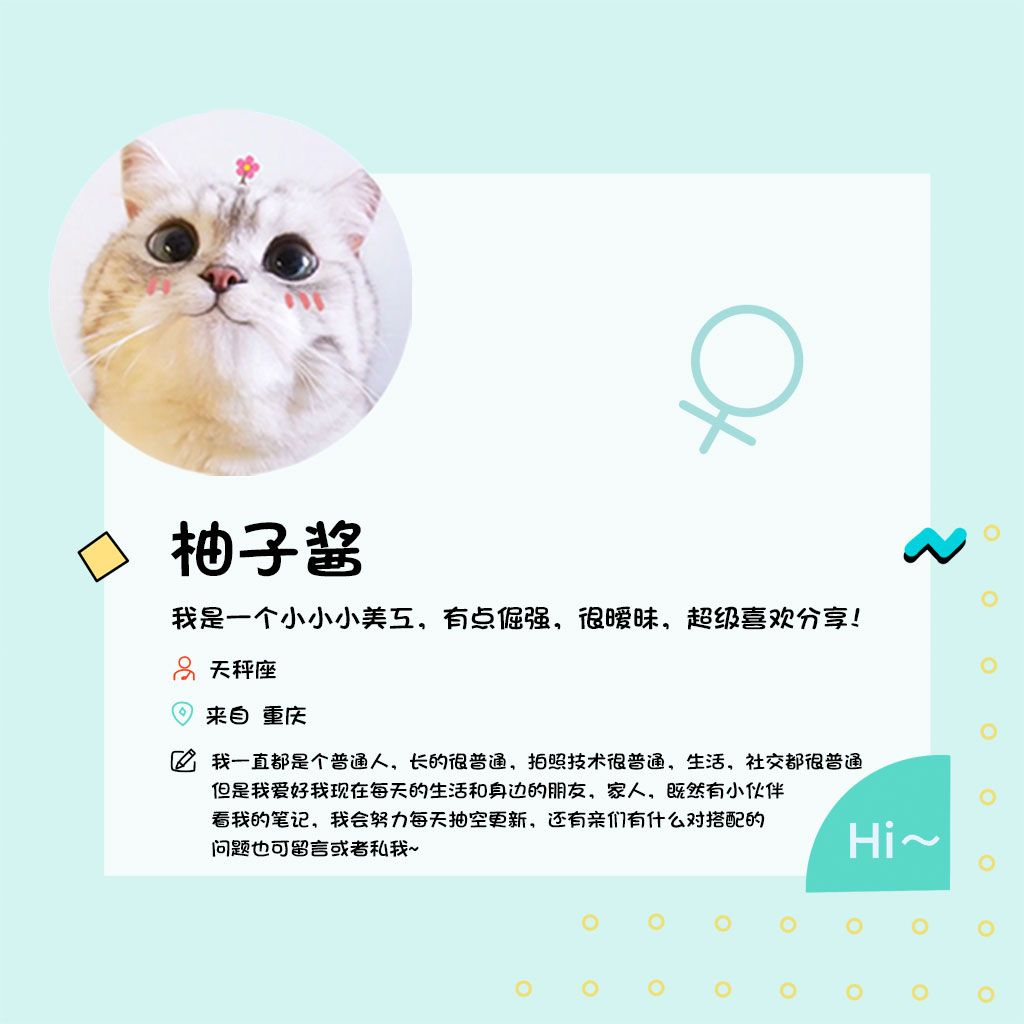 柚子酱
我是一个小小小美互，有点倔强，很暧昧，超级喜欢分享！
天秤座
来自 重庆
我一直都是个普通人，长的很普通，拍照技术很普通，生活，社交都很普通
但是我爱好我现在每天的生活和身边的朋友，家人，既然有小伙伴
看我的笔记，我会努力每天抽空更新，还有亲们有什么对搭配的
问题也可留言或者私我~
Hi～